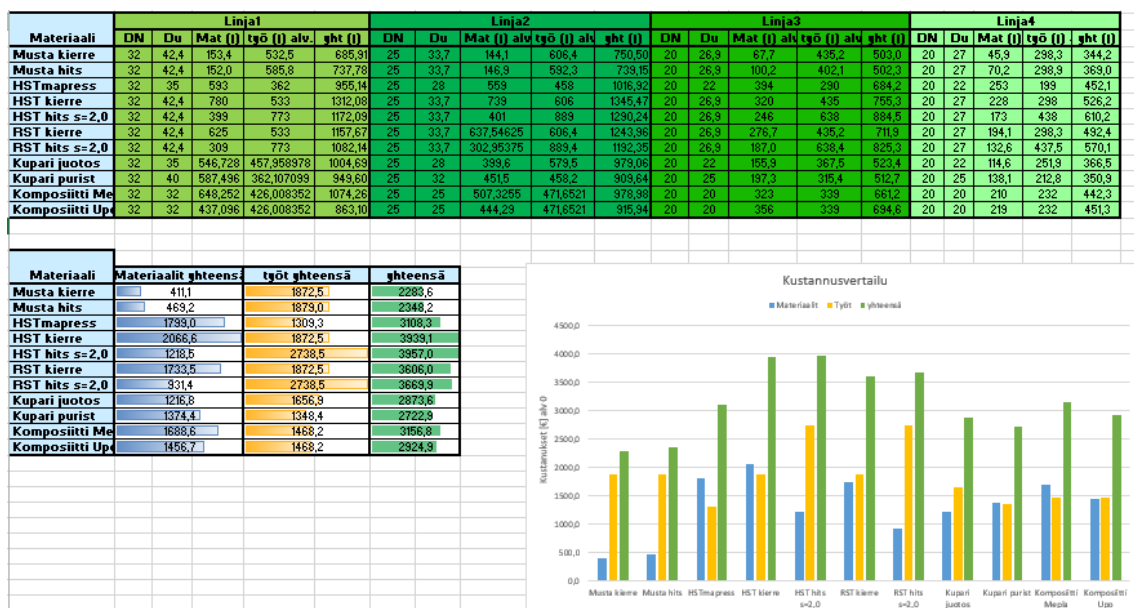 Linja1 Linja2 Linja3 Linja4
Materiaali DN Du Mat (j) työ (j) alv. yht (j) DN Du Mat (j) alv työ (j) alv. yht (j) DN Du Mat (j) alv työ (j) alv. yht (j) DN Du Mat (j) työ (j) yht (j)
Musta kierre 32 42,4 153,4 532,5 685,91 25 33,7 144,1 606,4 750,50 20 26,9 67,7 435,2 503,0 20 27 45,9 298,3 344,2
Musta hits 32 42,4 152,0 585,8 737,78 25 33,7 146,9 592,3 739,15 20 26,9 100,2 402,1 502,3 20 27 70,2 298,9 369,0
HSTmapress 32 35 593 362 955,14 25 28 559 458 1016,92 20 22 394 290 684,2 20 22 253 199 452,1
HST kierre 32 42,4 780 533 1312,08 25 33,7 739 606 1345,47 20 26,9 320 435 755,3 20 27 228 298 526,2
HST hits s=2,0 32 42,4 399 773 1172,09 25 33,7 401 889 1290,24 20 26,9 246 638 884,5 20 27 173 438 610,2
RST kierre 32 42,4 625 533 1157,67 25 33,7 637,54625 606,4 1243,96 20 26,9 276,7 435,2 711,9 20 27 194,1 298,3 492,4
RST hits s=2,0 32 42,4 309 773 1082,14 25 33,7 302,95375 889,4 1192,35 20 26,9 187,0 638,4 825,3 20 27 132,6 437,5 570,1
Kupari juotos 32 35 546,728 457,958978 1004,69 25 28 399,6 579,5 979,06 20 22 155,9 367,5 523,4 20 22 114,6 251,9 366,5
Kupari purist 32 40 587,496 362,107099 949,60 25 32 451,5 458,2 909,64 20 25 197,3 315,4 512,7 20 25 138,1 212,8 350,9
Komposiitti Me 32 32 648,252 426,008352 1074,26 25 25 507,3255 471,6521 978,98 20 20 323 339 661,2 20 20 210 232 442,3
Komposiitti Upo 32 32 437,096 426,008352 863,10 25 25 444,29 471,6521 915,94 20 20 356 339 694,6 20 20 219 232 451,3
Materiaali Materiaalit yhteensä työt yhteensä yhteensä
Musta kierre 411,1 1872,5 2283,6
Musta hits 469,2 1879,0 2348,2
HSTmapress 1799,0 1309,3 3108,3
HST kierre 2066,6 1872,5 3939,1
HST hits s=2,0 1218,5 2738,5 3957,0
RST kierre 1733,5 1872,5 3606,0
RST hits s=2,0 931,4 2738,5 3669,9
Kupari juotos 1216,8 1656,9 2873,6
Kupari purist 1374,4 1348,4 2722,9
Komposiitti Me 1688,6 1468,2 3156,8
Komposiitti Upo 1456,7 1468,2 2924,9
Kustannusvertailu
Materiaalit Työt yhteensä
Kustanukset [€] alv 0
4500,0
4000,0
3500,0
3000,0
2500,0
2000,0
1500,0
1000,0
500,0
0,0
Musta kierre Musta hits HSTmapress HST kierre HST hits RST kierre RST hits Kupari Kupari purist Komposiitti Komposiitti
s=2,0 s=2,0 juotos Mepla Upo